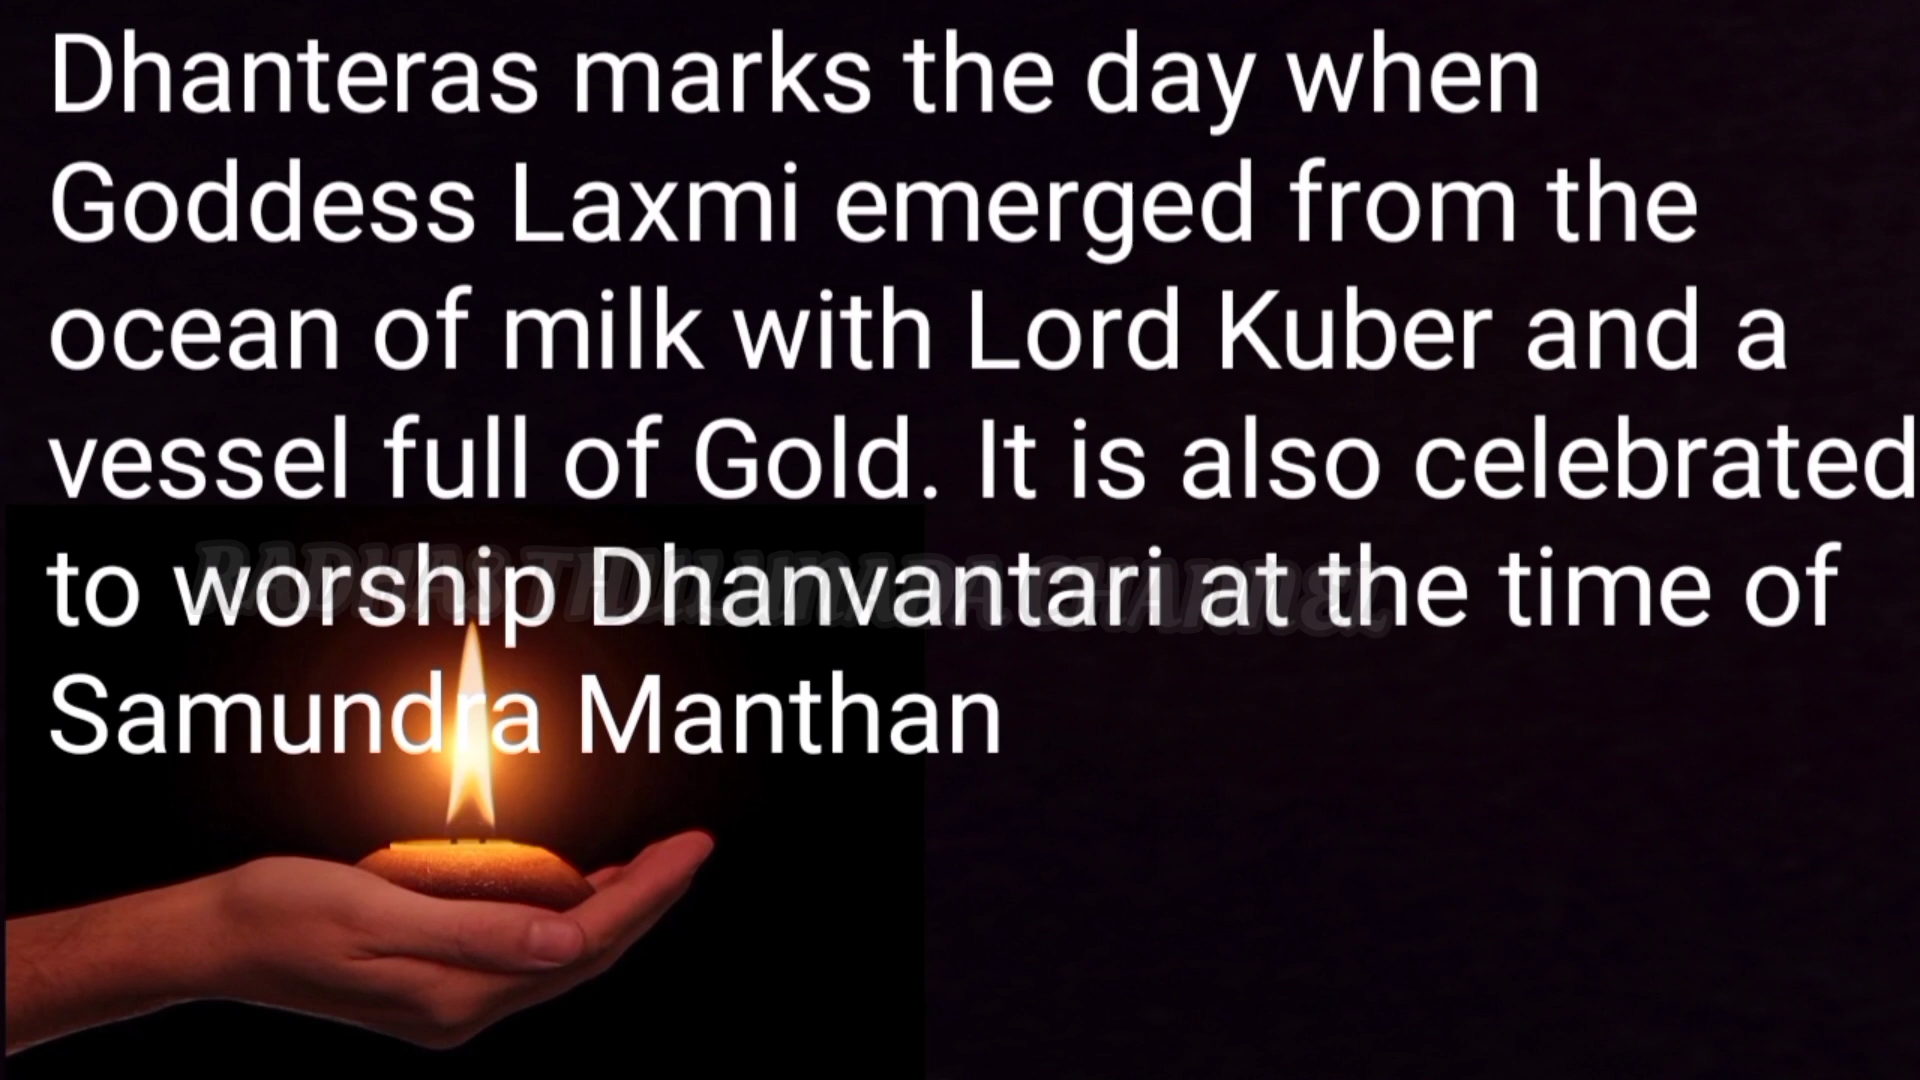 Dhanteras marks the day when
Goddess Laxmi emerged from the
ocean of milk with Lord Kuber and a
vessel full of Gold. It is also celebrated
to worship Dhanvantari at the time of
Samundra Manthan